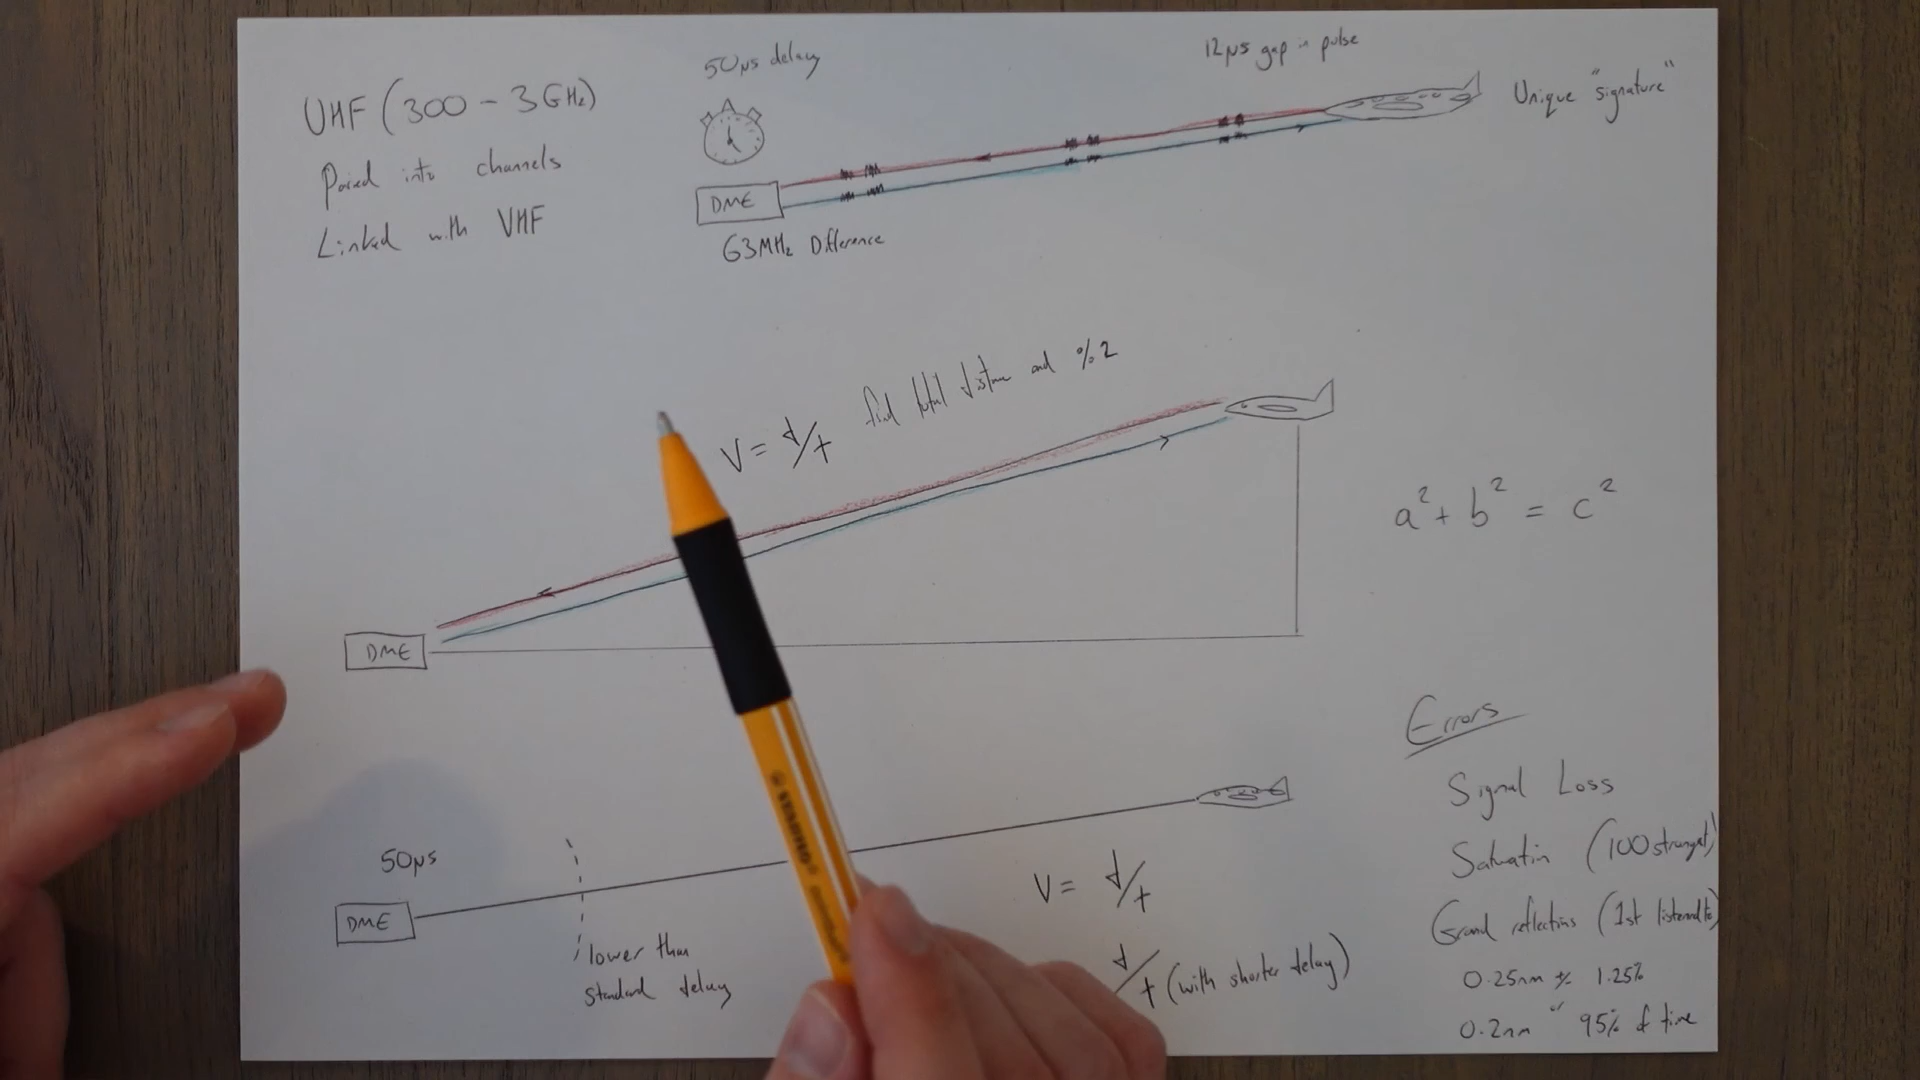 UHF (300 - 3GHz)
Paired into channels
Linked with VHF
50µs delay
12µs gap in pulse
Unique "signature"
DME
63MHz Difference
V = d/t find total distance and % 2
a² + b² = c²
DME
50µs
DME
lower than
standard delay
V = d/t
d/t (with shorter delay)
Errors
Signal Loss
Saturatin (100 strongest)
Ground reflections (1st listened to)
0.25nm +/- 1.25%
0.2nm or 95% of time
STABILO